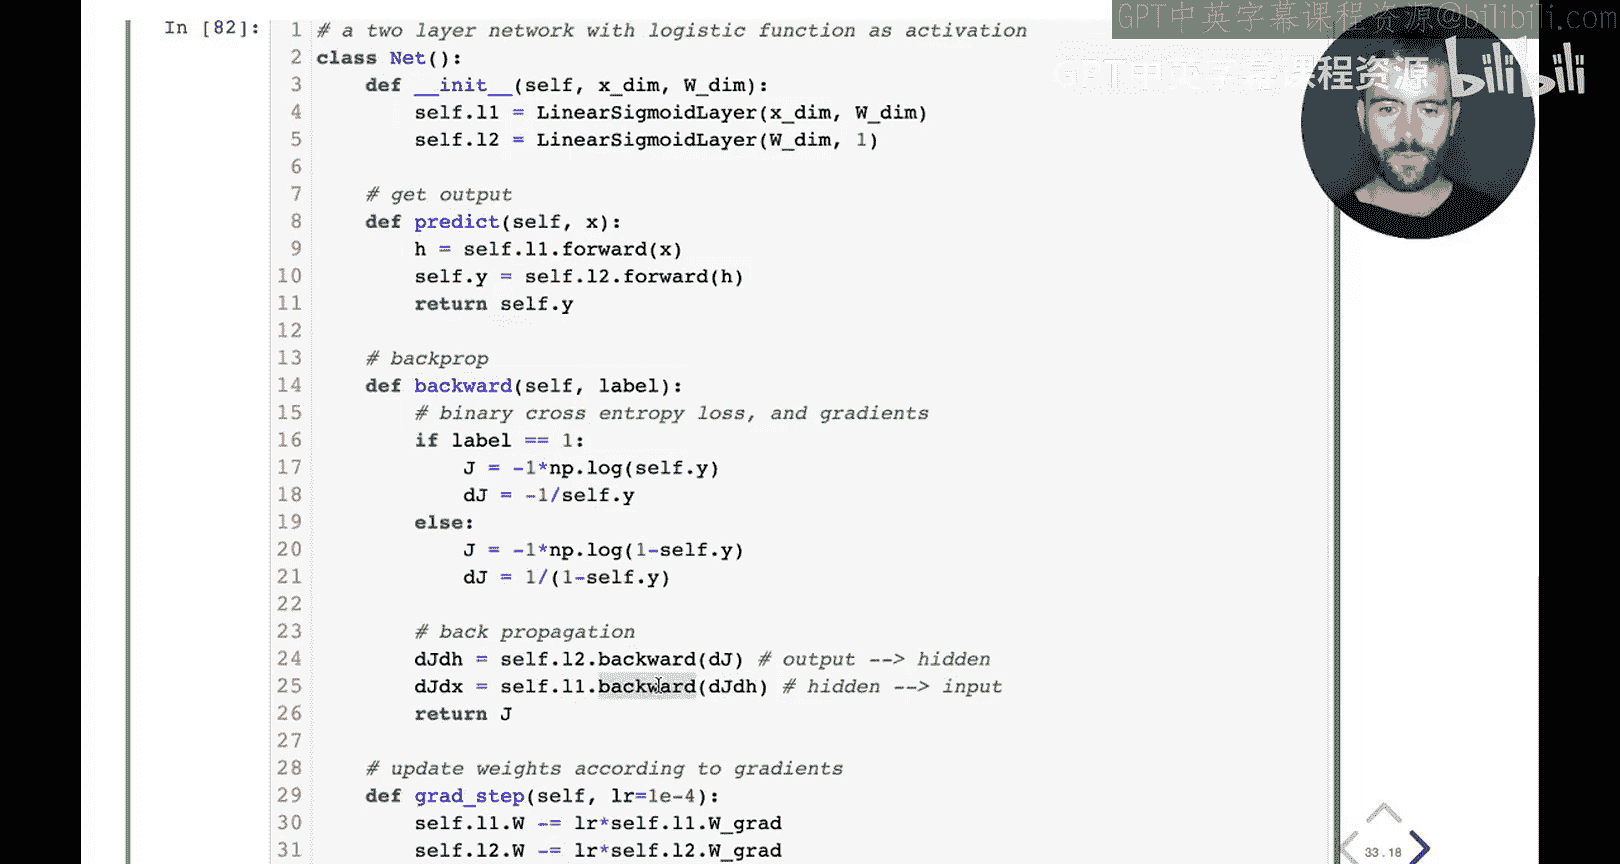 GPT中英字幕课程资源@bilibili.com
GPT中英字幕课程资源 bilibili
In [82]:
1 # a two layer network with logistic function as activation
2 class Net():
3     def __init__(self, x_dim, W_dim):
4         self.l1 = LinearSigmoidLayer(x_dim, W_dim)
5         self.l2 = LinearSigmoidLayer(W_dim, 1)
6
7     # get output
8     def predict(self, x):
9         h = self.l1.forward(x)
10         self.y = self.l2.forward(h)
11         return self.y
12
13     # backprop
14     def backward(self, label):
15         # binary cross entropy loss, and gradients
16         if label == 1:
17             J = -1*np.log(self.y)
18             dJ = -1/self.y
19         else:
20             J = -1*np.log(1-self.y)
21             dJ = 1/(1-self.y)
22
23         # back propagation
24         dJdh = self.l2.backward(dJ) # output --> hidden
25         dJdx = self.l1.backward(dJdh) # hidden --> input
26         return J
27
28     # update weights according to gradients
29     def grad_step(self, lr=1e-4):
30         self.l1.W -= lr*self.l1.W_grad
31         self.l2.W -= lr*self.l2.W_grad
33.18